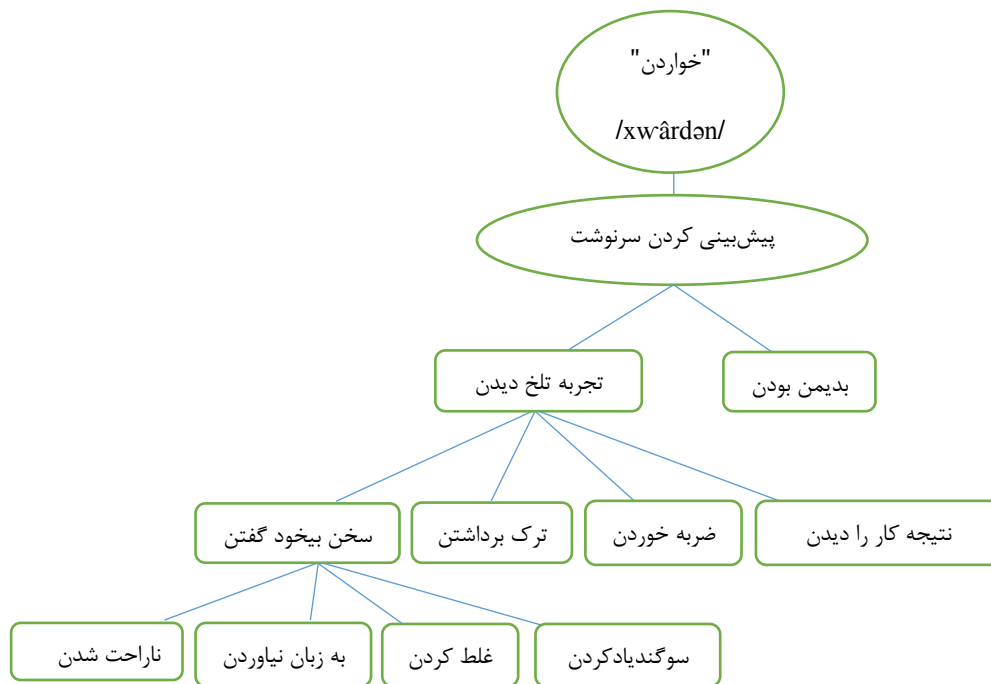 "خواردن"
/xwârdən/
پیش‌بینی کردن سرنوشت
بدیمن بودن
تجربه تلخ دیدن
نتیجه کار را دیدن
ضربه خوردن
ترک برداشتن
سخن بیخود گفتن
سوگندیادکردن
غلط کردن
به زبان نیاوردن
ناراحت شدن